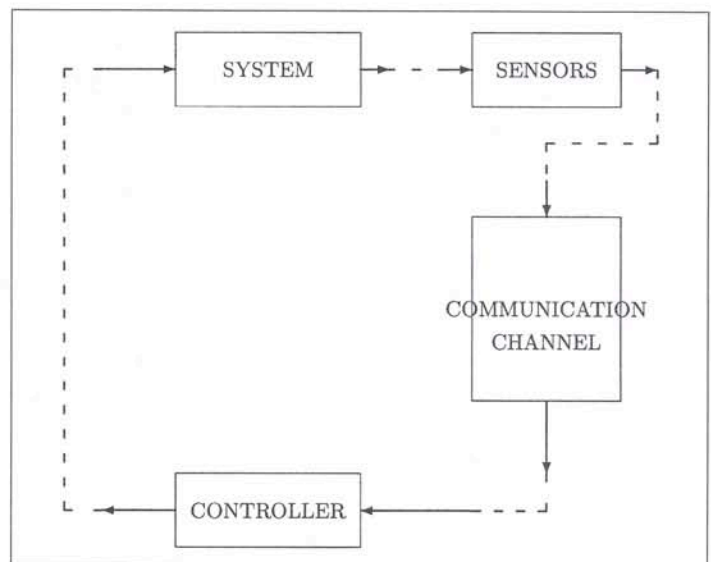 SYSTEM
SENSORS
COMMUNICATION
CHANNEL
CONTROLLER